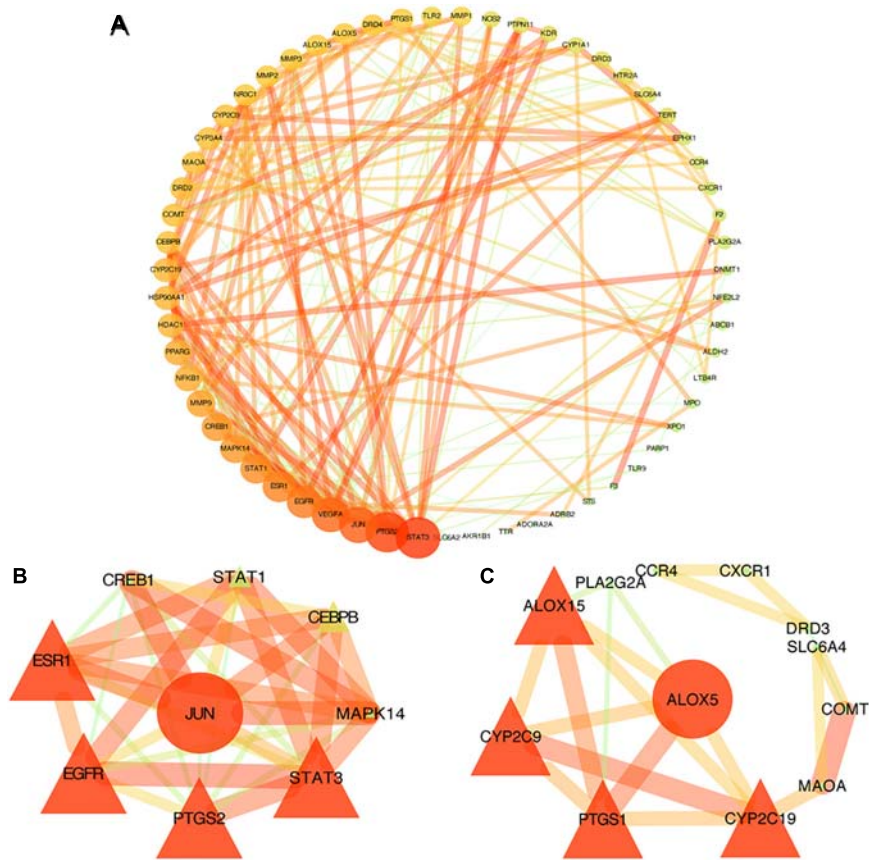 A
PTGS1
TLR2
MMP1
NOS2
PTPN11
KDR
CYP1A1
DRD3
HTR2A
SLC6A4
TERT
EPHX1
CCR4
CXCR1
F2
PLA2G2A
DNMT1
NFE2L2
ABCB1
ALDH2
LTB4R
MPO
XPO1
PARP1
TLR9
F3
STS
ADRB2
ADORA2A
TTR
AKR1B1
SLC6A2
STAT3
PTGS2
JUN
VEGFA
EGFR
ESR1
STAT1
MAPK14
CREB1
MMP9
NFKB1
PPARG
HDAC1
HSP90AA1
CYP2C19
CEBPB
COMT
DRD2
MAOA
CYP3A4
CYP2C9
NR3C1
MMP2
MMP3
ALOX15
ALOX5
DRD4
B
CREB1
STAT1
CEBPB
ESR1
JUN
MAPK14
EGFR
STAT3
PTGS2
C
CCR4
CXCR1
PLA2G2A
ALOX15
DRD3
SLC6A4
ALOX5
COMT
CYP2C9
MAOA
PTGS1
CYP2C19